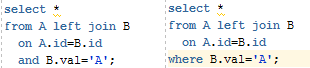 select *
from A left join B
on A.id=B.id
and B.val='A';
select *
from A left join B
on A.id=B.id
where B.val='A';